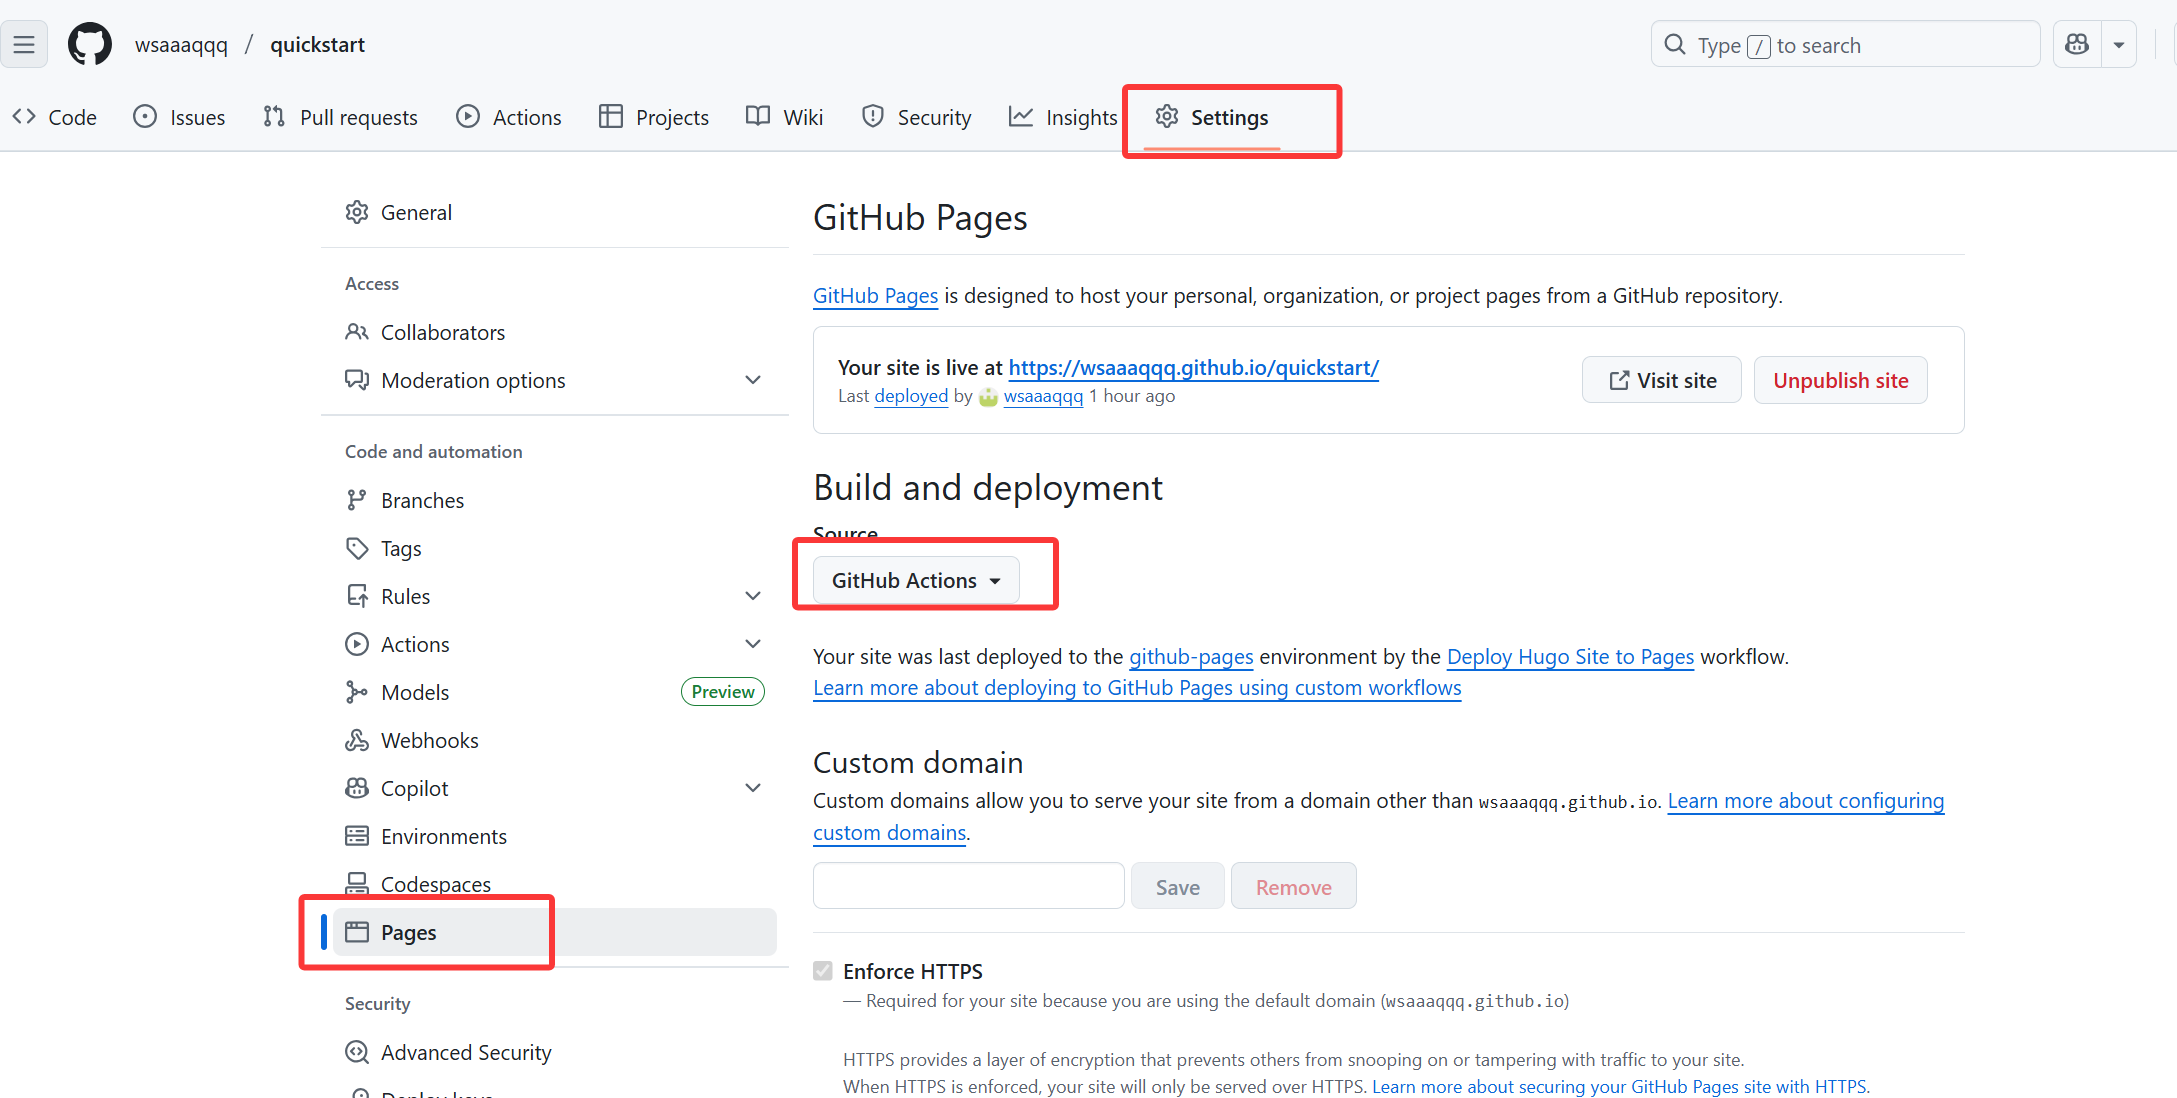 wsaaaqqq / quickstart
Type / to search
Code
Issues
Pull requests
Actions
Projects
Wiki
Security
Insights
Settings
General
Access
Collaborators
Moderation options
Code and automation
Branches
Tags
Rules
Actions
Models
Preview
Webhooks
Copilot
Environments
Codespaces
Pages
Security
Advanced Security
Deploy keys
GitHub Pages
GitHub Pages is designed to host your personal, organization, or project pages from a GitHub repository.
Your site is live at https://wsaaaqqq.github.io/quickstart/
Last deployed by wsaaaqqq 1 hour ago
Visit site
Unpublish site
Build and deployment
Source
GitHub Actions
Your site was last deployed to the github-pages environment by the Deploy Hugo Site to Pages workflow.
Learn more about deploying to GitHub Pages using custom workflows
Custom domain
Custom domains allow you to serve your site from a domain other than wsaaaqqq.github.io. Learn more about configuring
custom domains.
Save
Remove
Enforce HTTPS
— Required for your site because you are using the default domain (wsaaaqqq.github.io)
HTTPS provides a layer of encryption that prevents others from snooping on or tampering with traffic to your site.
When HTTPS is enforced, your site will only be served over HTTPS. Learn more about securing your GitHub Pages site with HTTPS.